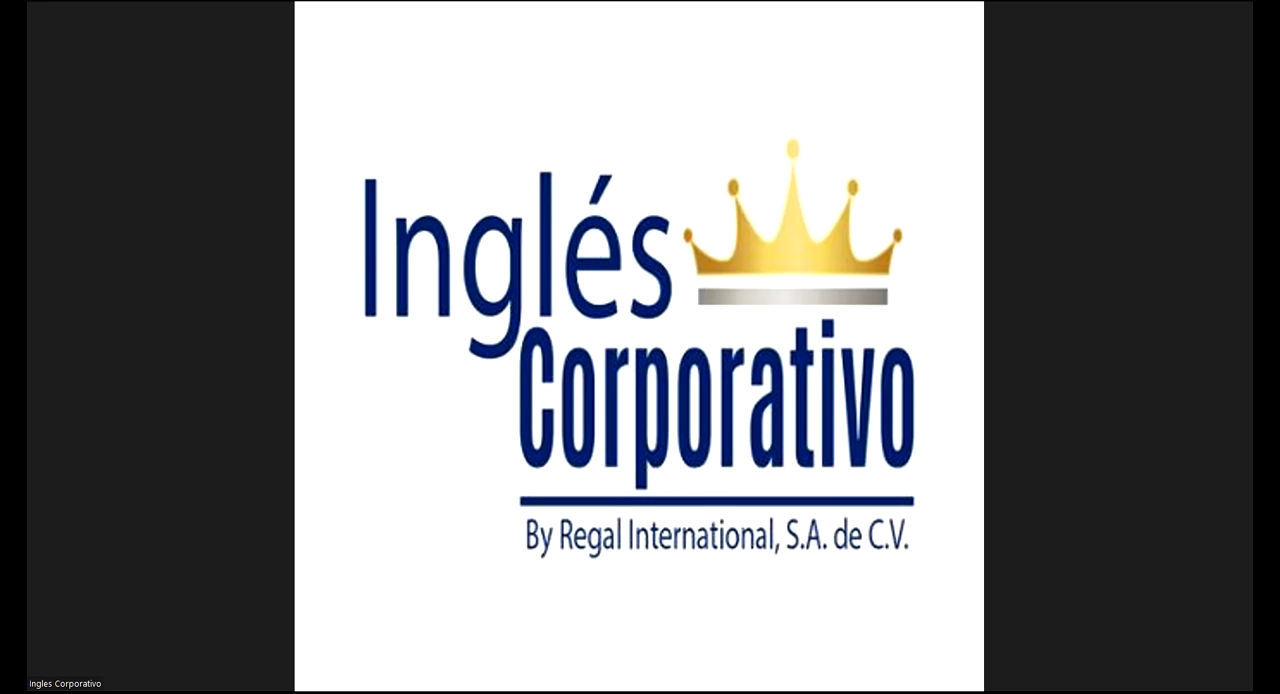 Inglés
Corporativo
By Regal International, S.A. de C.V.
Ingles Corporativo